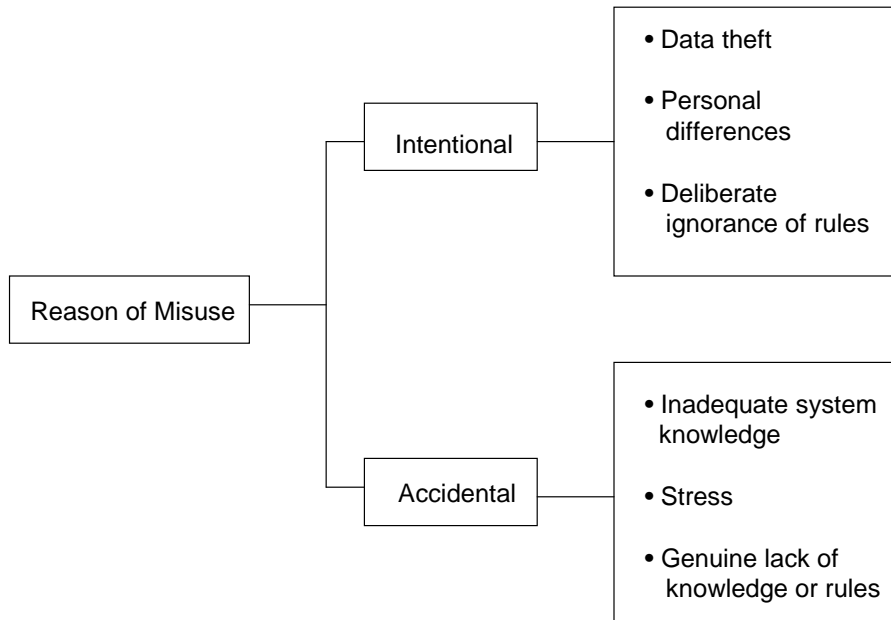 Reason of Misuse
Intentional
• Data theft
• Personal
differences
• Deliberate
ignorance of rules
Accidental
• Inadequate system
knowledge
• Stress
• Genuine lack of
knowledge or rules